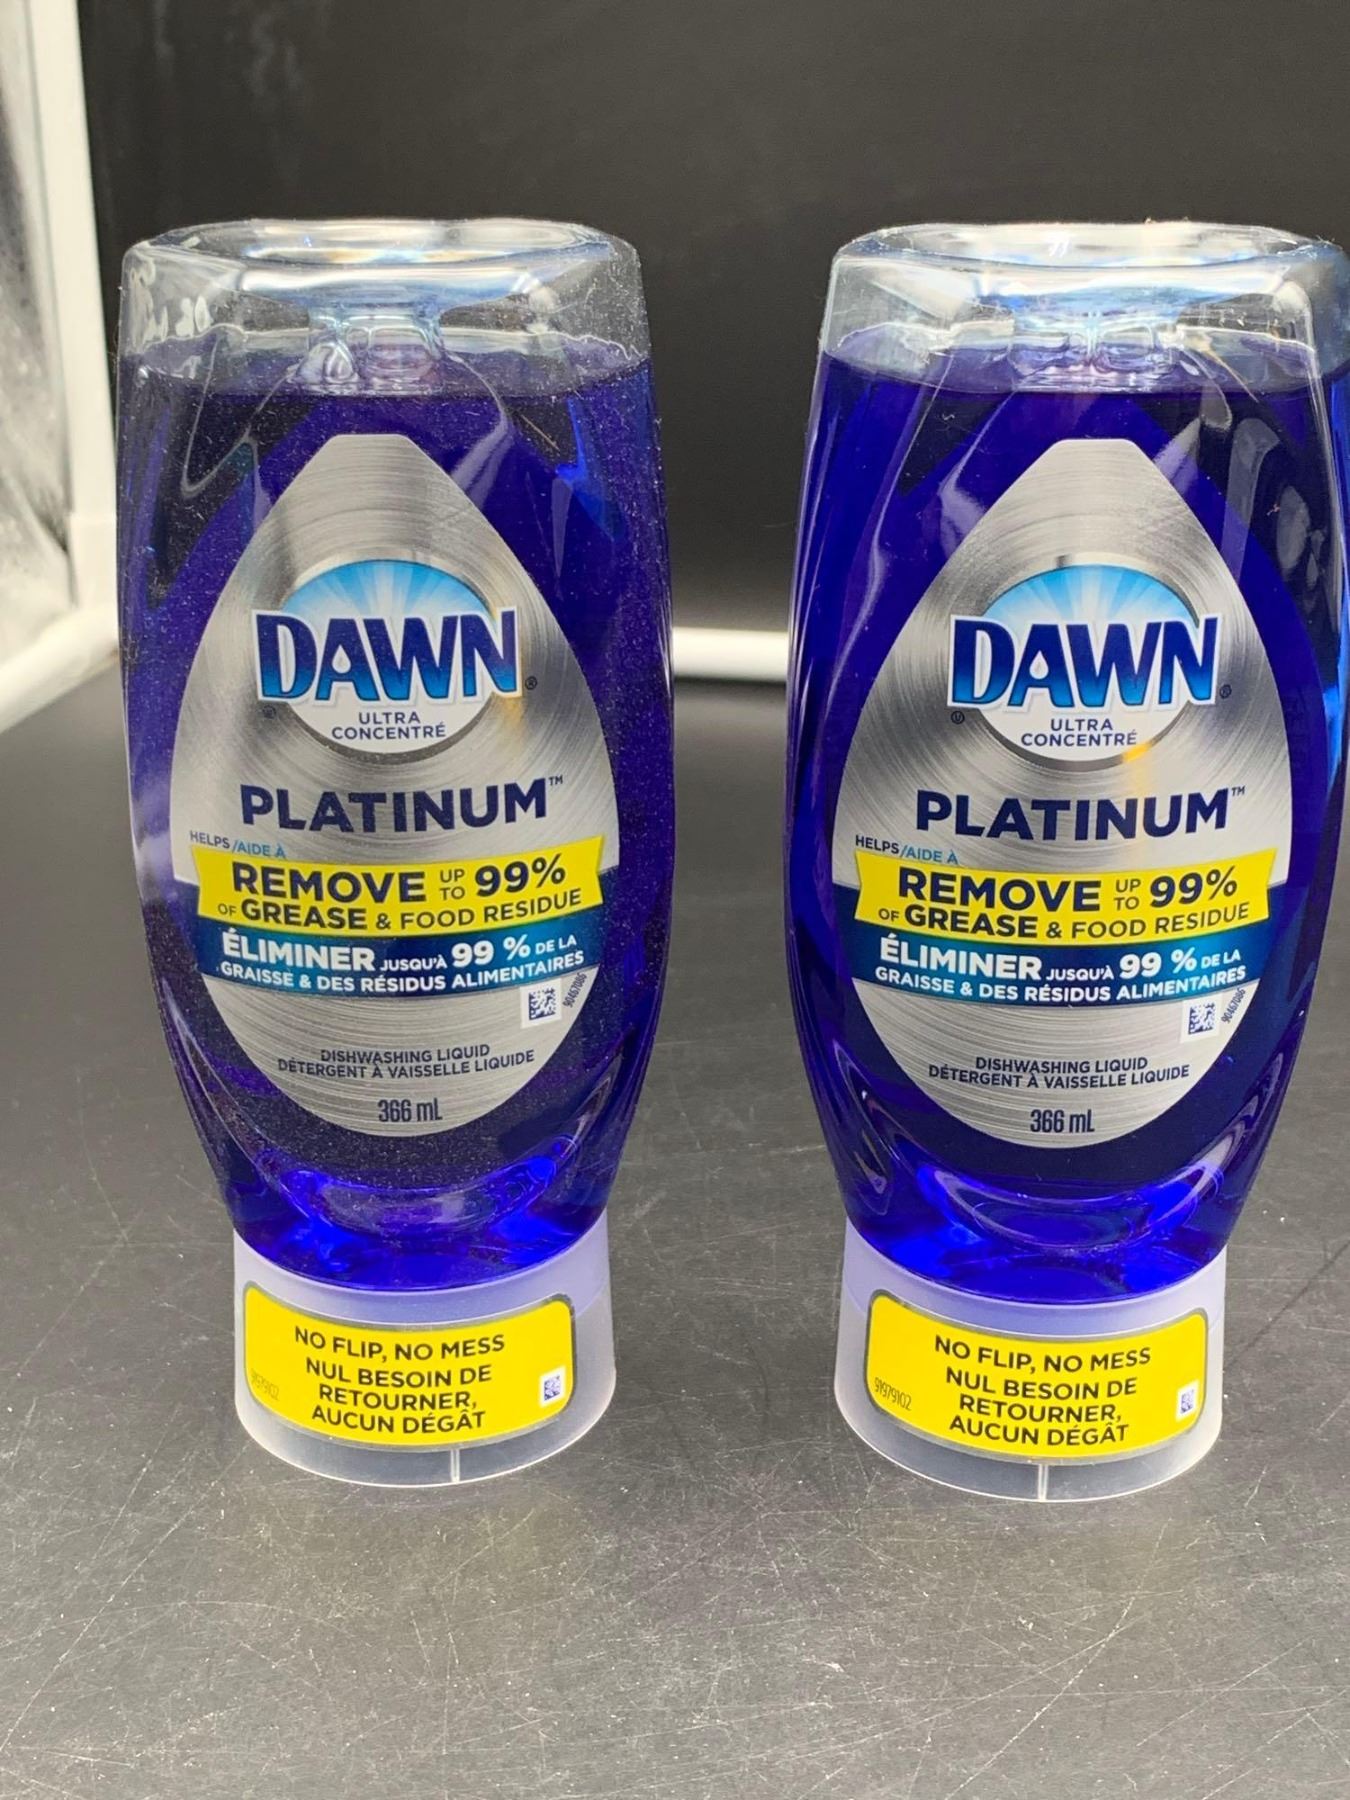 DAWN
ULTRA
CONCENTRÉ
PLATINUM™
HELPS/AIDE À
REMOVE UP TO 99%
OF GREASE & FOOD RESIDUE
ÉLIMINER JUSQU'À 99 % DE LA
GRAISSE & DES RÉSIDUS ALIMENTAIRES
DISHWASHING LIQUID
DÉTERGENT À VAISSELLE LIQUIDE
366 mL
NO FLIP, NO MESS
NUL BESOIN DE
RETOURNER,
AUCUN DÉGÂT
91979102
DAWN
ULTRA
CONCENTRÉ
PLATINUM™
HELPS/AIDE À
REMOVE UP TO 99%
OF GREASE & FOOD RESIDUE
ÉLIMINER JUSQU'À 99 % DE LA
GRAISSE & DES RÉSIDUS ALIMENTAIRES
DISHWASHING LIQUID
DÉTERGENT À VAISSELLE LIQUIDE
366 mL
NO FLIP, NO MESS
NUL BESOIN DE
RETOURNER,
AUCUN DÉGÂT
91979102